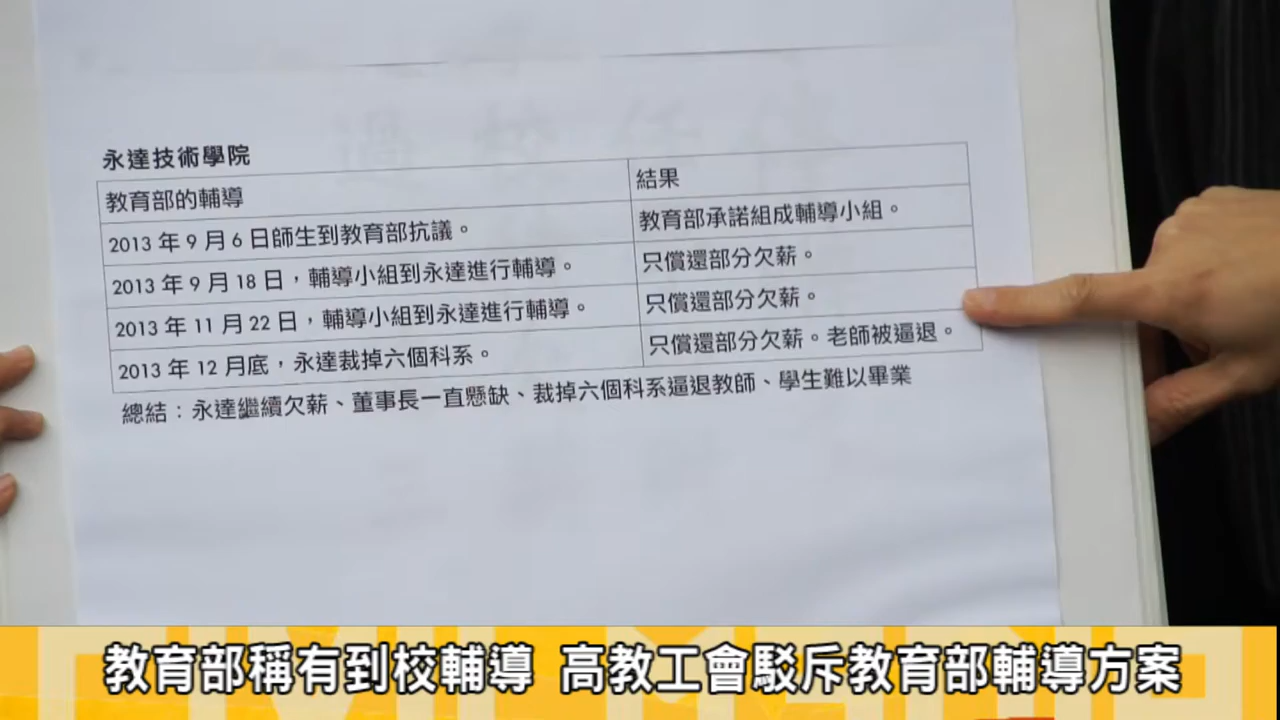 永達技術學院
教育部的輔導 結果
2013 年 9 月 6 日師生到教育部抗議。 教育部承諾組成輔導小組。
2013 年 9 月 18 日，輔導小組到永達進行輔導。 只償還部分欠薪。
2013 年 11 月 22 日，輔導小組到永達進行輔導。 只償還部分欠薪。
2013 年 12 月底，永達裁掉六個科系。 只償還部分欠薪。老師被逼退。
總結：永達繼續欠薪、董事長一直懸缺、裁掉六個科系逼退教師、學生難以畢業
教育部稱有到校輔導 高教工會駁斥教育部輔導方案